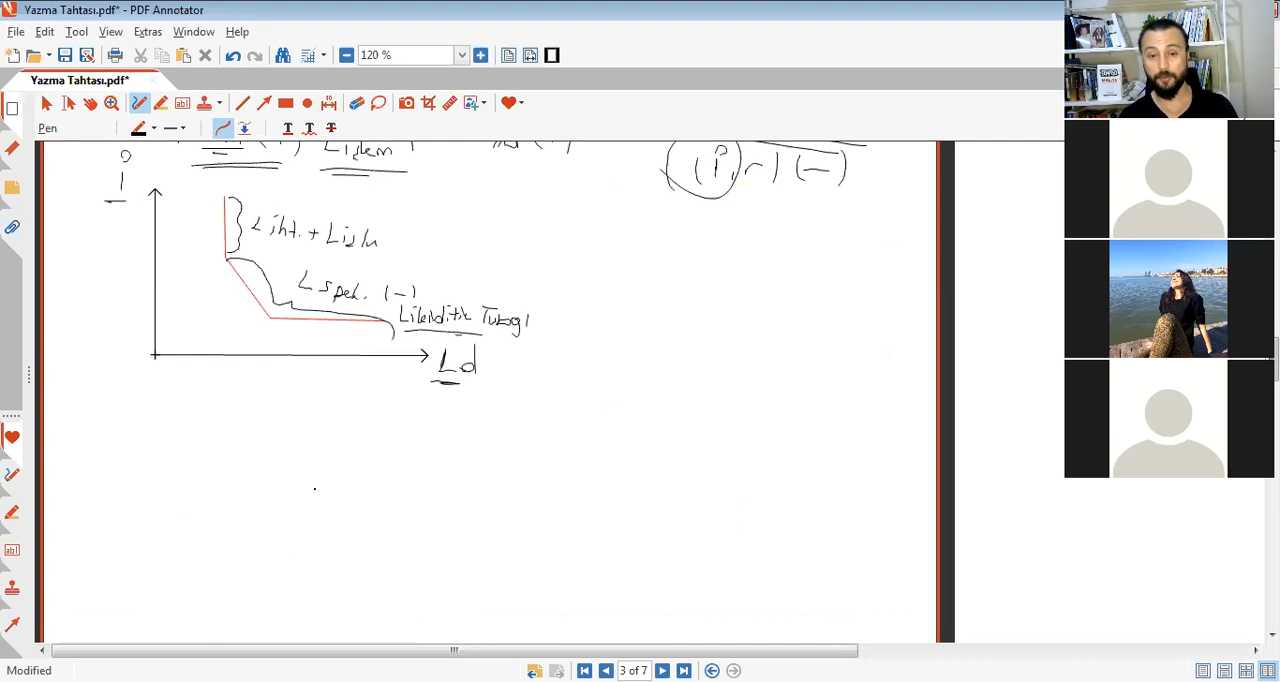 Yazma Tahtası.pdf* - PDF Annotator
File Edit Tool View Extras Window Help
120 %
Yazma Tahtası.pdf*
Pen
T T T
L işlem
(i, r) (-)
i
L iht. + L işlm
L spek. (-)
Likidite Tuzağı
Ld
Modified
3 of 7